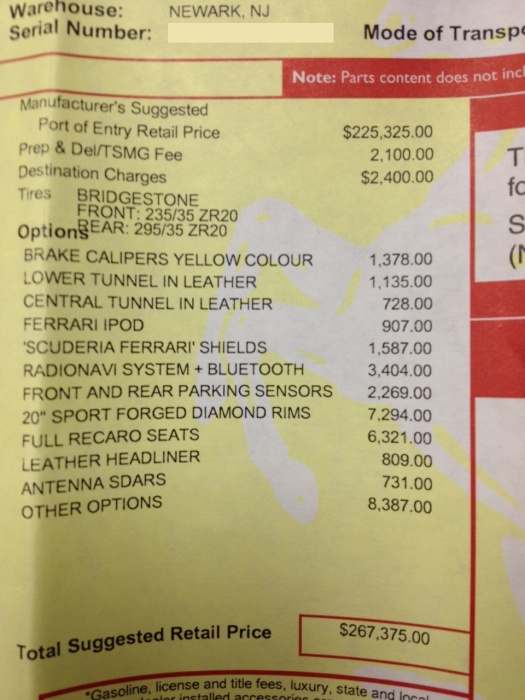 Warehouse: NEWARK, NJ
Serial Number:
Mode of
Note: Parts content does not
Manufacturer's Suggested
Port of Entry Retail Price $225,325.00
Prep & Del/TSMG Fee 2,100.00
Destination Charges $2,400.00
Tires BRIDGESTONE
FRONT: 235/35 ZR20
REAR: 295/35 ZR20
Options
BRAKE CALIPERS YELLOW COLOUR 1,378.00
LOWER TUNNEL IN LEATHER 1,135.00
CENTRAL TUNNEL IN LEATHER 728.00
FERRARI IPOD 907.00
'SCUDERIA FERRARI' SHIELDS 1,587.00
RADIONAVI SYSTEM + BLUETOOTH 3,404.00
FRONT AND REAR PARKING SENSORS 2,269.00
20" SPORT FORGED DIAMOND RIMS 7,294.00
FULL RECARO SEATS 6,321.00
LEATHER HEADLINER 809.00
ANTENNA SDARS 731.00
OTHER OPTIONS 8,387.00
Total Suggested Retail Price $267,375.00
*Gasoline, license and title fees, luxury, state and
installed